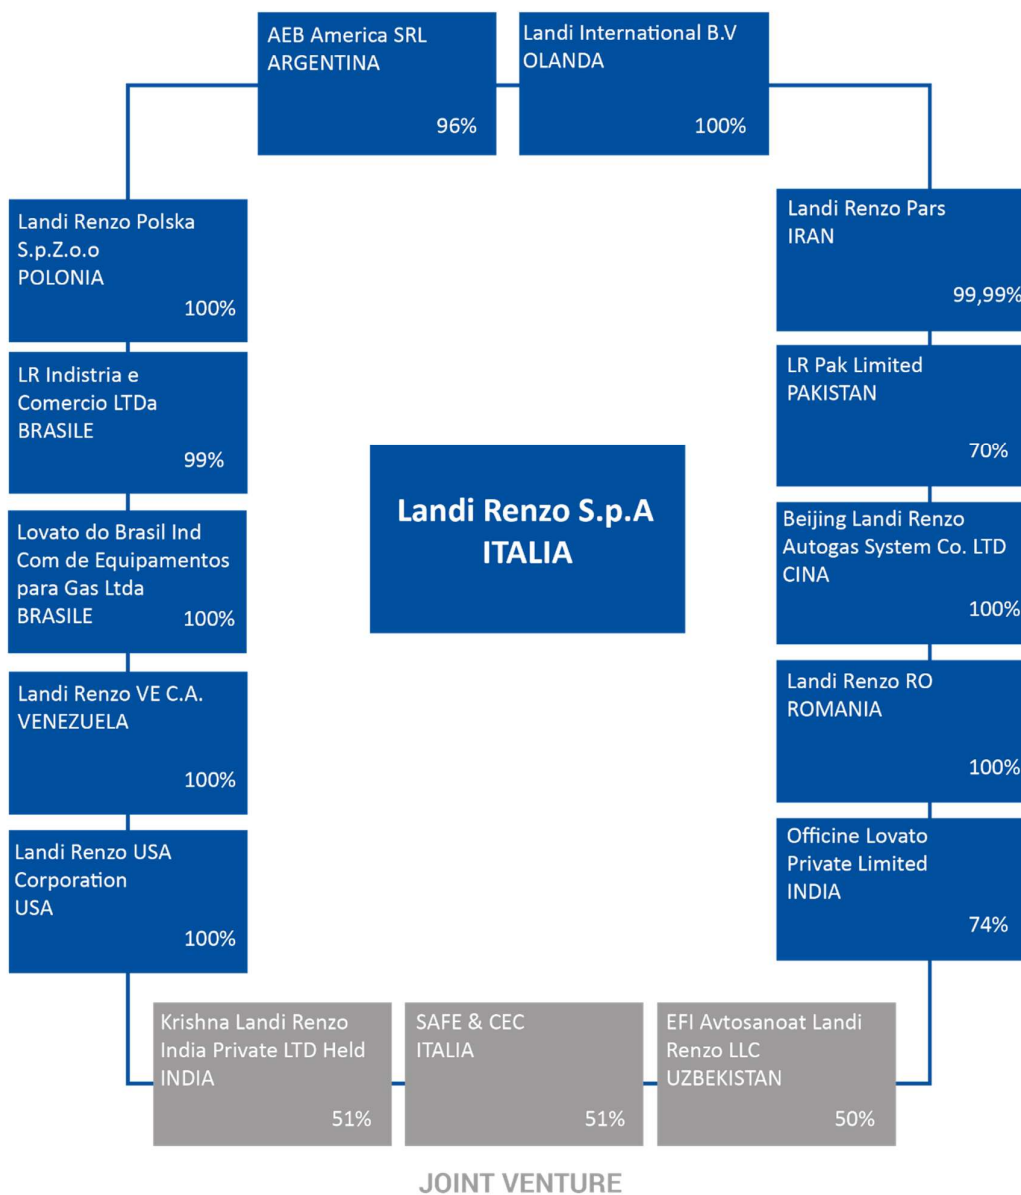 AEB America SRL
ARGENTINA
96%
Landi International B.V
OLANDA
100%
Landi Renzo Polska
S.p.Z.o.o
POLONIA
100%
LR Indistria e
Comercio LTDa
BRASILE
99%
Lovato do Brasil Ind
Com de Equipamentos
para Gas Ltda
BRASILE
100%
Landi Renzo VE C.A.
VENEZUELA
100%
Landi Renzo USA
Corporation
USA
100%
Landi Renzo S.p.A
ITALIA
Landi Renzo Pars
IRAN
99,99%
LR Pak Limited
PAKISTAN
70%
Beijing Landi Renzo
Autogas System Co. LTD
CINA
100%
Landi Renzo RO
ROMANIA
100%
Officine Lovato
Private Limited
INDIA
74%
Krishna Landi Renzo
India Private LTD Held
INDIA
51%
SAFE & CEC
ITALIA
51%
EFI Avtosanoat Landi
Renzo LLC
UZBEKISTAN
50%
JOINT VENTURE